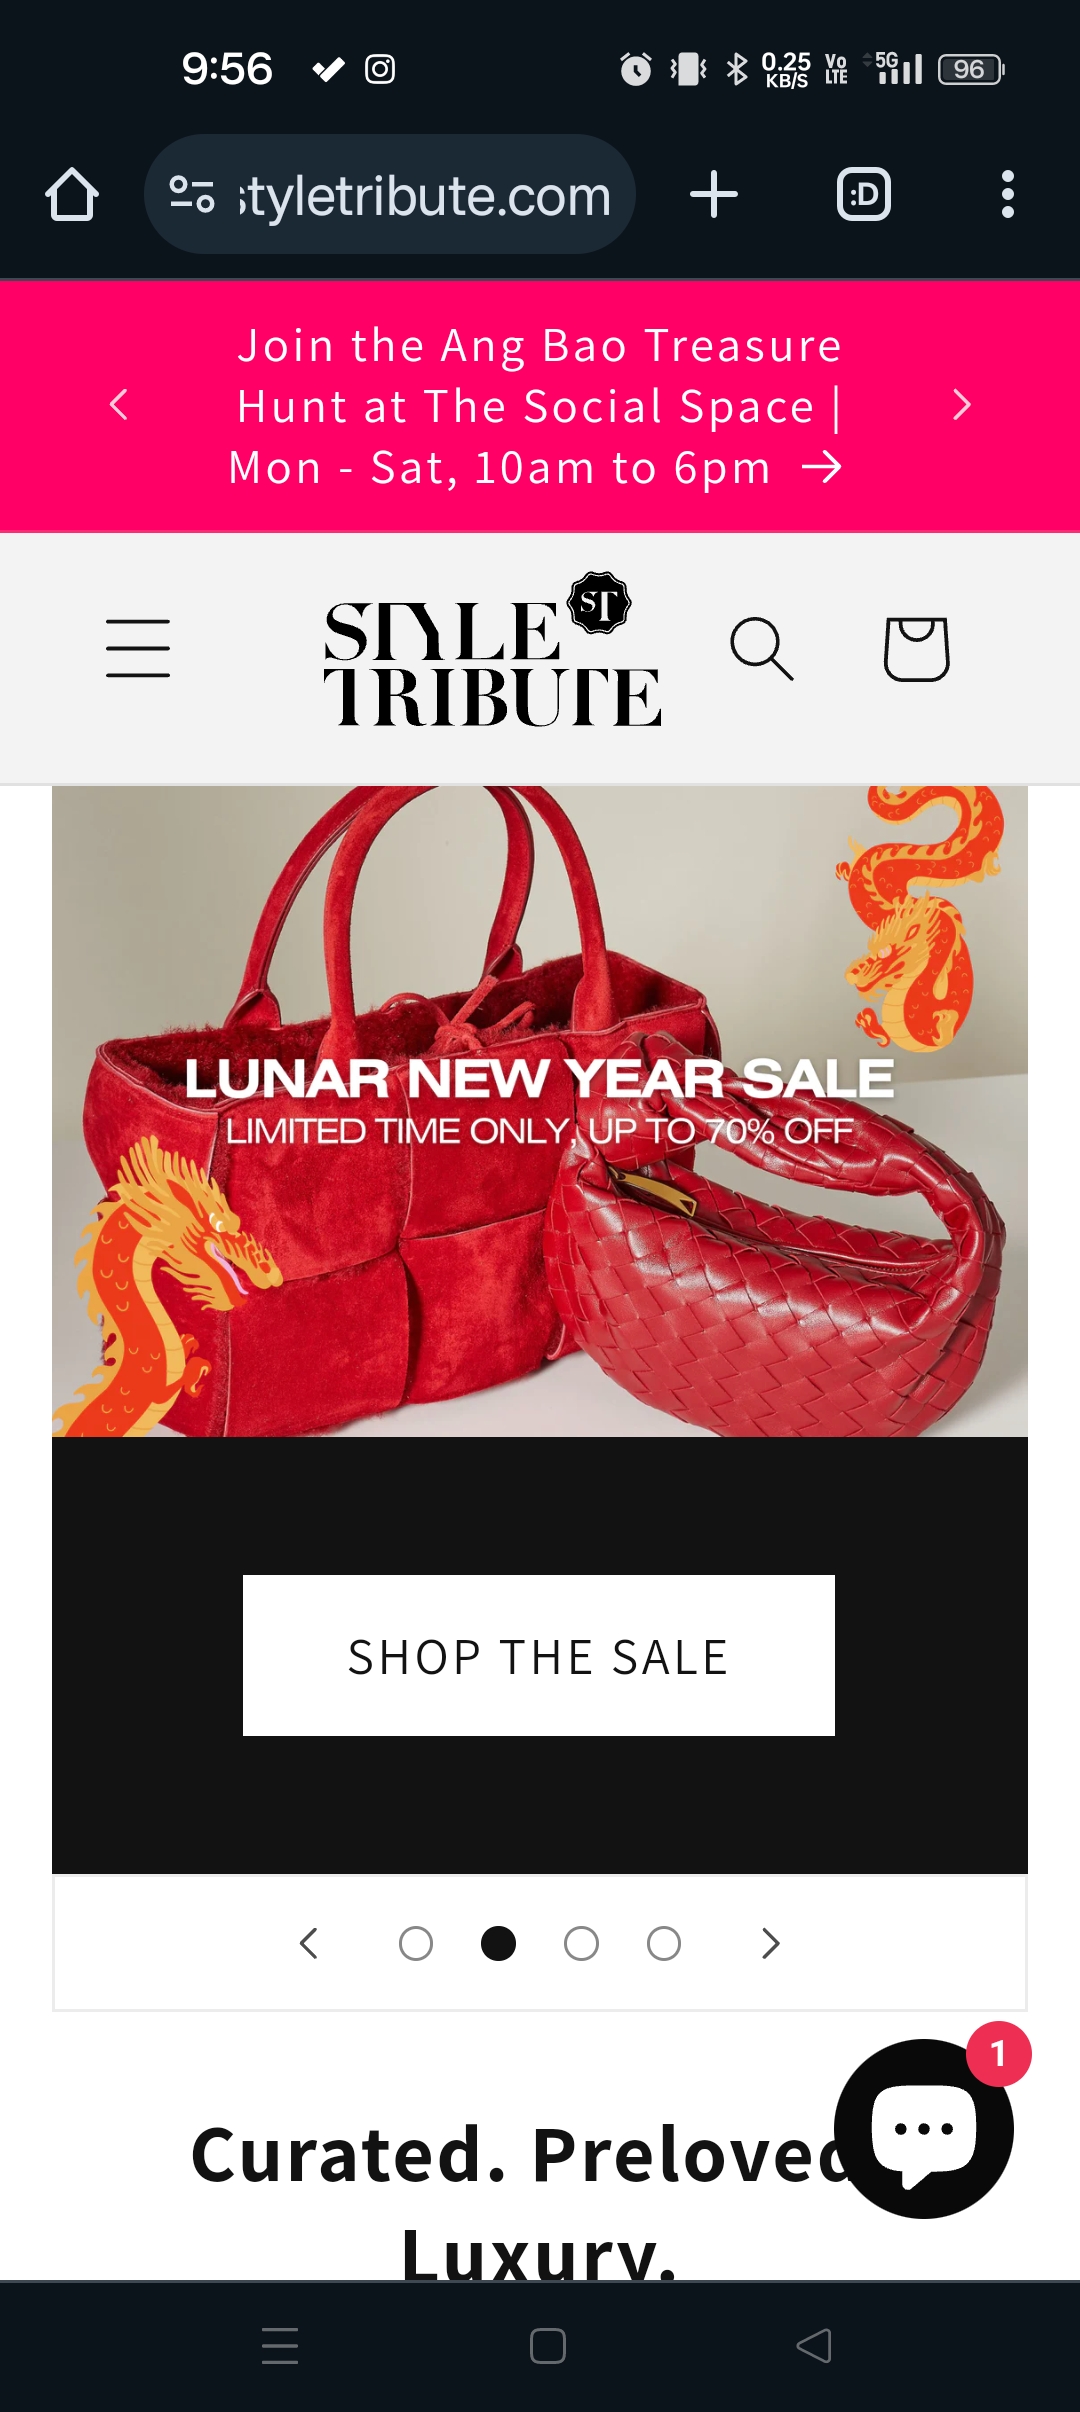 9:56
0.25
KB/S
Vo
LTE
5G
96
styletribute.com
:D
Join the Ang Bao Treasure
Hunt at The Social Space |
Mon - Sat, 10am to 6pm →
STYLE ST
TRIBUTE
LUNAR NEW YEAR SALE
LIMITED TIME ONLY, UP TO 70% OFF
SHOP THE SALE
1
Curated. Preloved
Luxury.